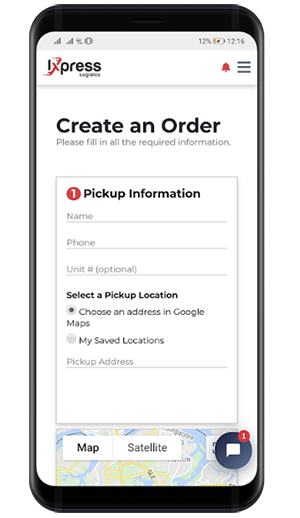 12% 12:16
Ixpress
Logistics
Create an Order
Please fill in all the required information.
1 Pickup Information
Name
Phone
Unit # (optional)
Select a Pickup Location
Choose an address in Google
Maps
My Saved Locations
Pickup Address
Map Satellite
1